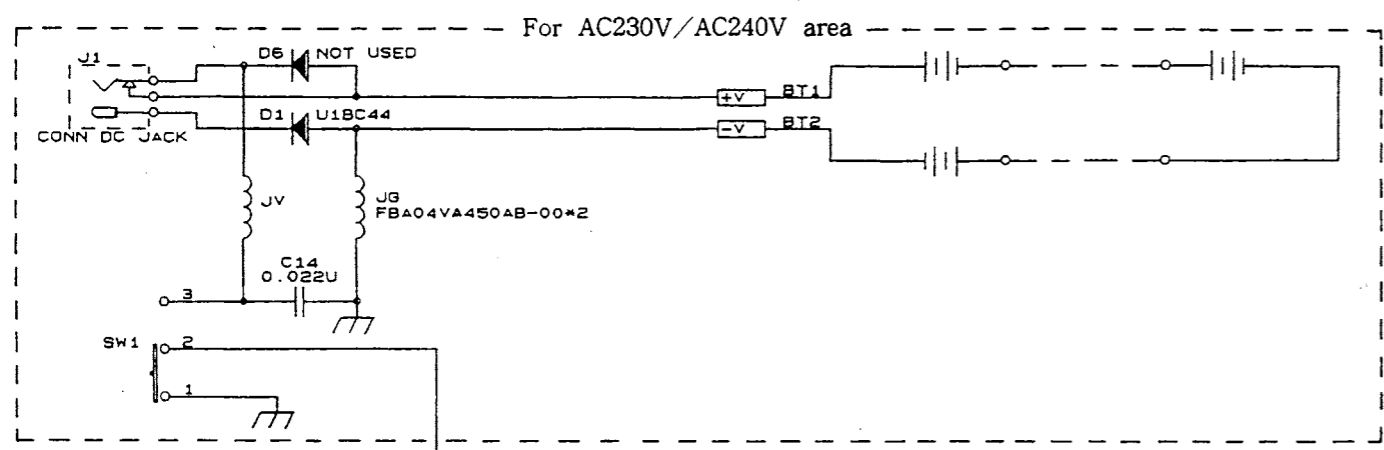 For AC230V/AC240V area
J1
D6 NOT USED
+V BT1
D1 U1BC44
-V BT2
CONN DC JACK
JV
JG
FBA04VA450AB-00*2
C14
0.022U
3
SW1
2
1